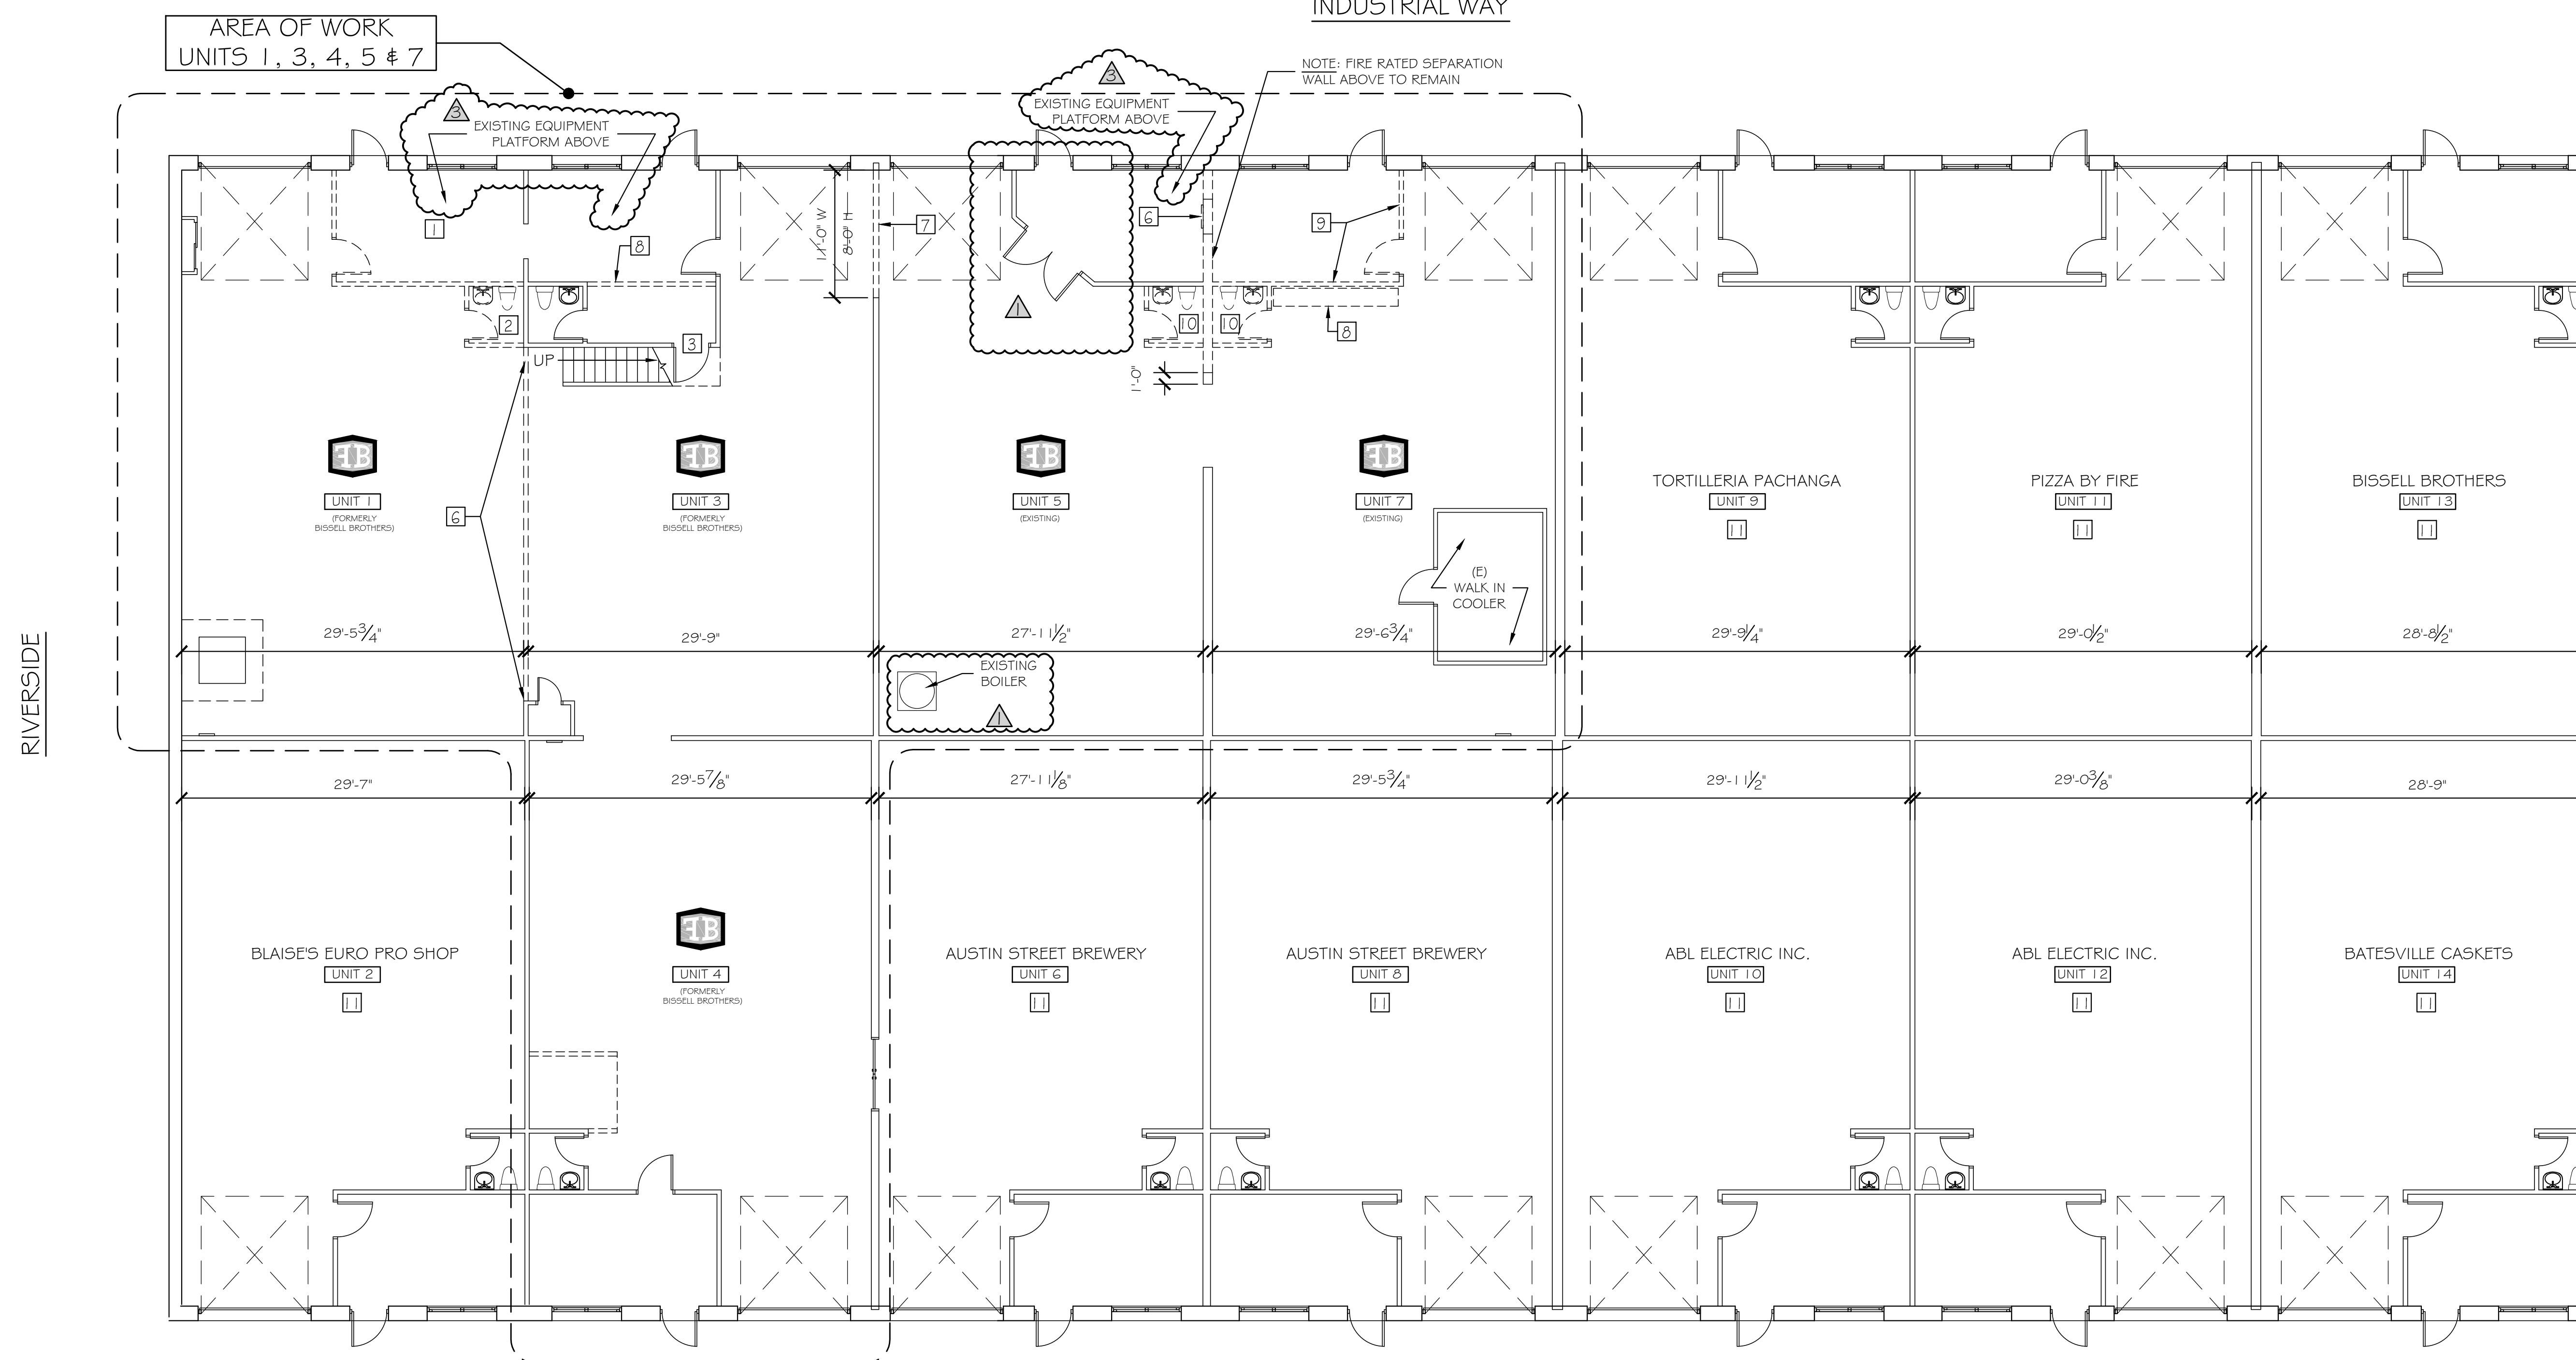 INDUSTRIAL WAY
AREA OF WORK
UNITS 1, 3, 4, 5 & 7
NOTE: FIRE RATED SEPARATION
WALL ABOVE TO REMAIN
3
EXISTING EQUIPMENT
PLATFORM ABOVE
3
EXISTING EQUIPMENT
PLATFORM ABOVE
1
8
11'-0" W
8'-0" H
7
6
9
1
2
3
UP
10
10
8
1'-0"
FB
UNIT 1
(FORMERLY
BISSELL BROTHERS)
6
FB
UNIT 3
(FORMERLY
BISSELL BROTHERS)
FB
UNIT 5
(EXISTING)
FB
UNIT 7
(EXISTING)
TORTILLERIA PACHANGA
UNIT 9
11
PIZZA BY FIRE
UNIT 11
11
BISSELL BROTHERS
UNIT 13
11
(E)
WALK IN
COOLER
RIVERSIDE
29'-5 3/4"
29'-9"
27'-11 1/2"
29'-6 3/4"
29'-9 1/4"
29'-0 1/2"
28'-8 1/2"
EXISTING
BOILER
1
29'-7"
29'-5 7/8"
27'-11 1/8"
29'-5 3/4"
29'-11 1/2"
29'-0 3/8"
28'-9"
BLAISE'S EURO PRO SHOP
UNIT 2
11
FB
UNIT 4
(FORMERLY
BISSELL BROTHERS)
AUSTIN STREET BREWERY
UNIT 6
11
AUSTIN STREET BREWERY
UNIT 8
11
ABL ELECTRIC INC.
UNIT 10
11
ABL ELECTRIC INC.
UNIT 12
11
BATESVILLE CASKETS
UNIT 14
11